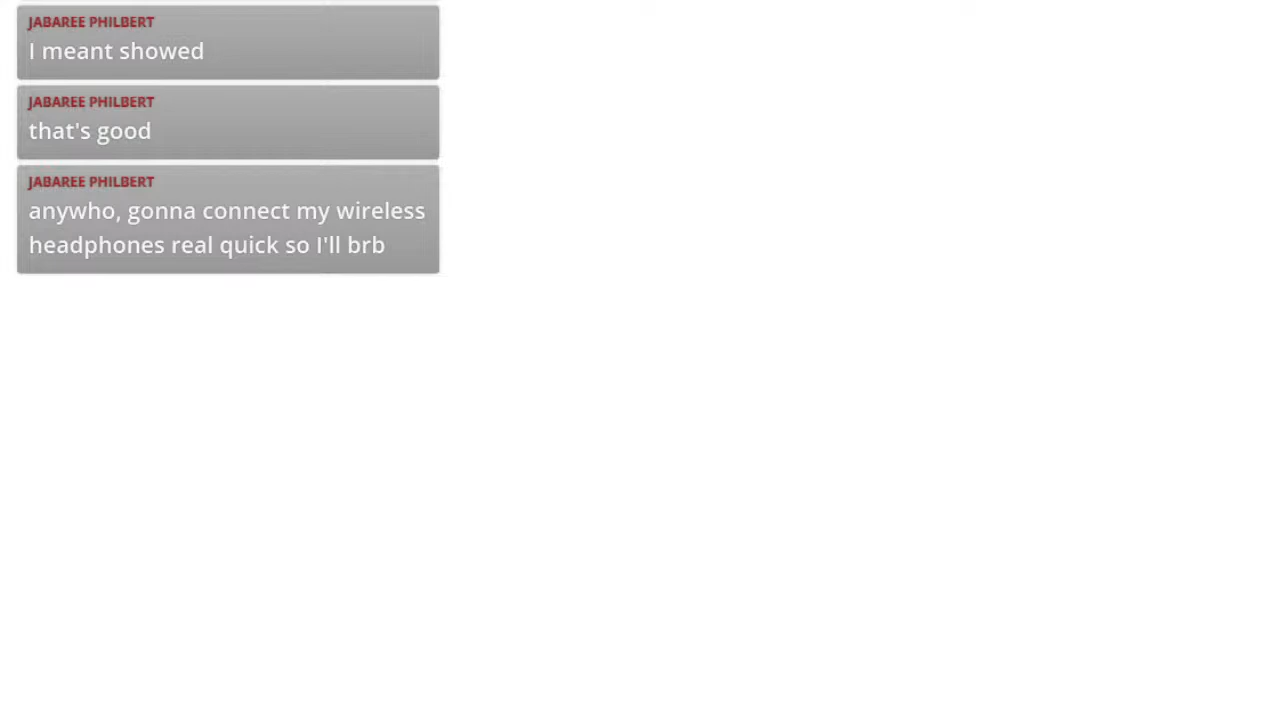 JABAREE PHILBERT
I meant showed
JABAREE PHILBERT
that's good
JABAREE PHILBERT
anywho, gonna connect my wireless
headphones real quick so I'll brb